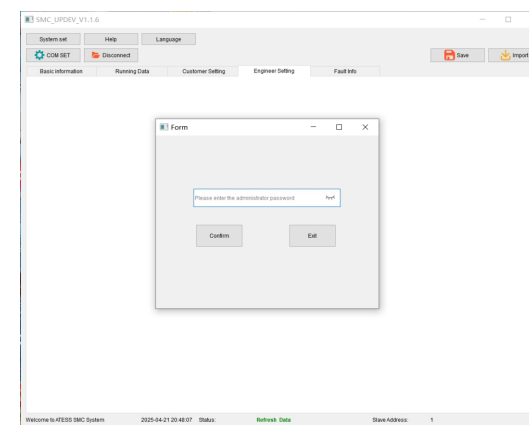 SMC_UPDEV_V1.1.6
System set Help Language
COM SET Disconnect Save Import
Basic information Running Data Customer Setting Engineer Setting Fault Info
Form
Please enter the administrator password
Confirm Exit
Welcome to ATESS SMC System 2025-04-21 20:48:07 Status: Refresh Data Slave Address: 1